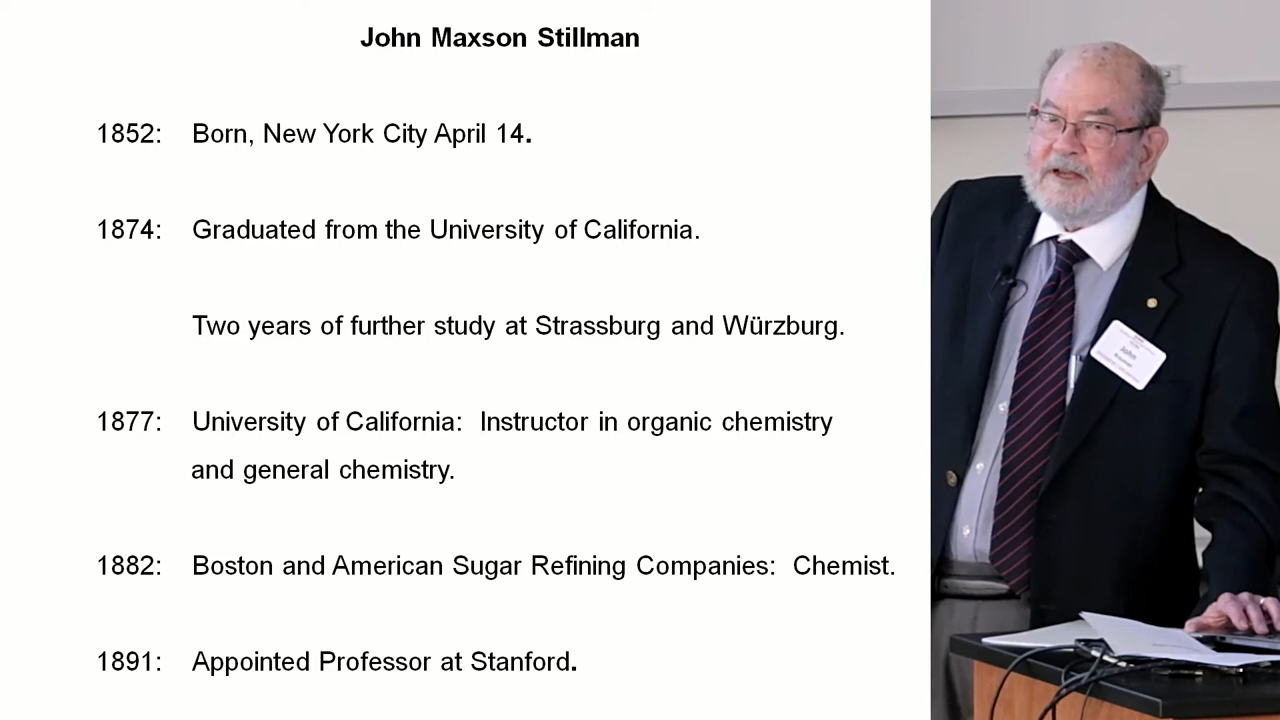 John Maxson Stillman
1852: Born, New York City April 14.
1874: Graduated from the University of California.
Two years of further study at Strassburg and Würzburg.
1877: University of California: Instructor in organic chemistry
and general chemistry.
1882: Boston and American Sugar Refining Companies: Chemist.
1891: Appointed Professor at Stanford.
John